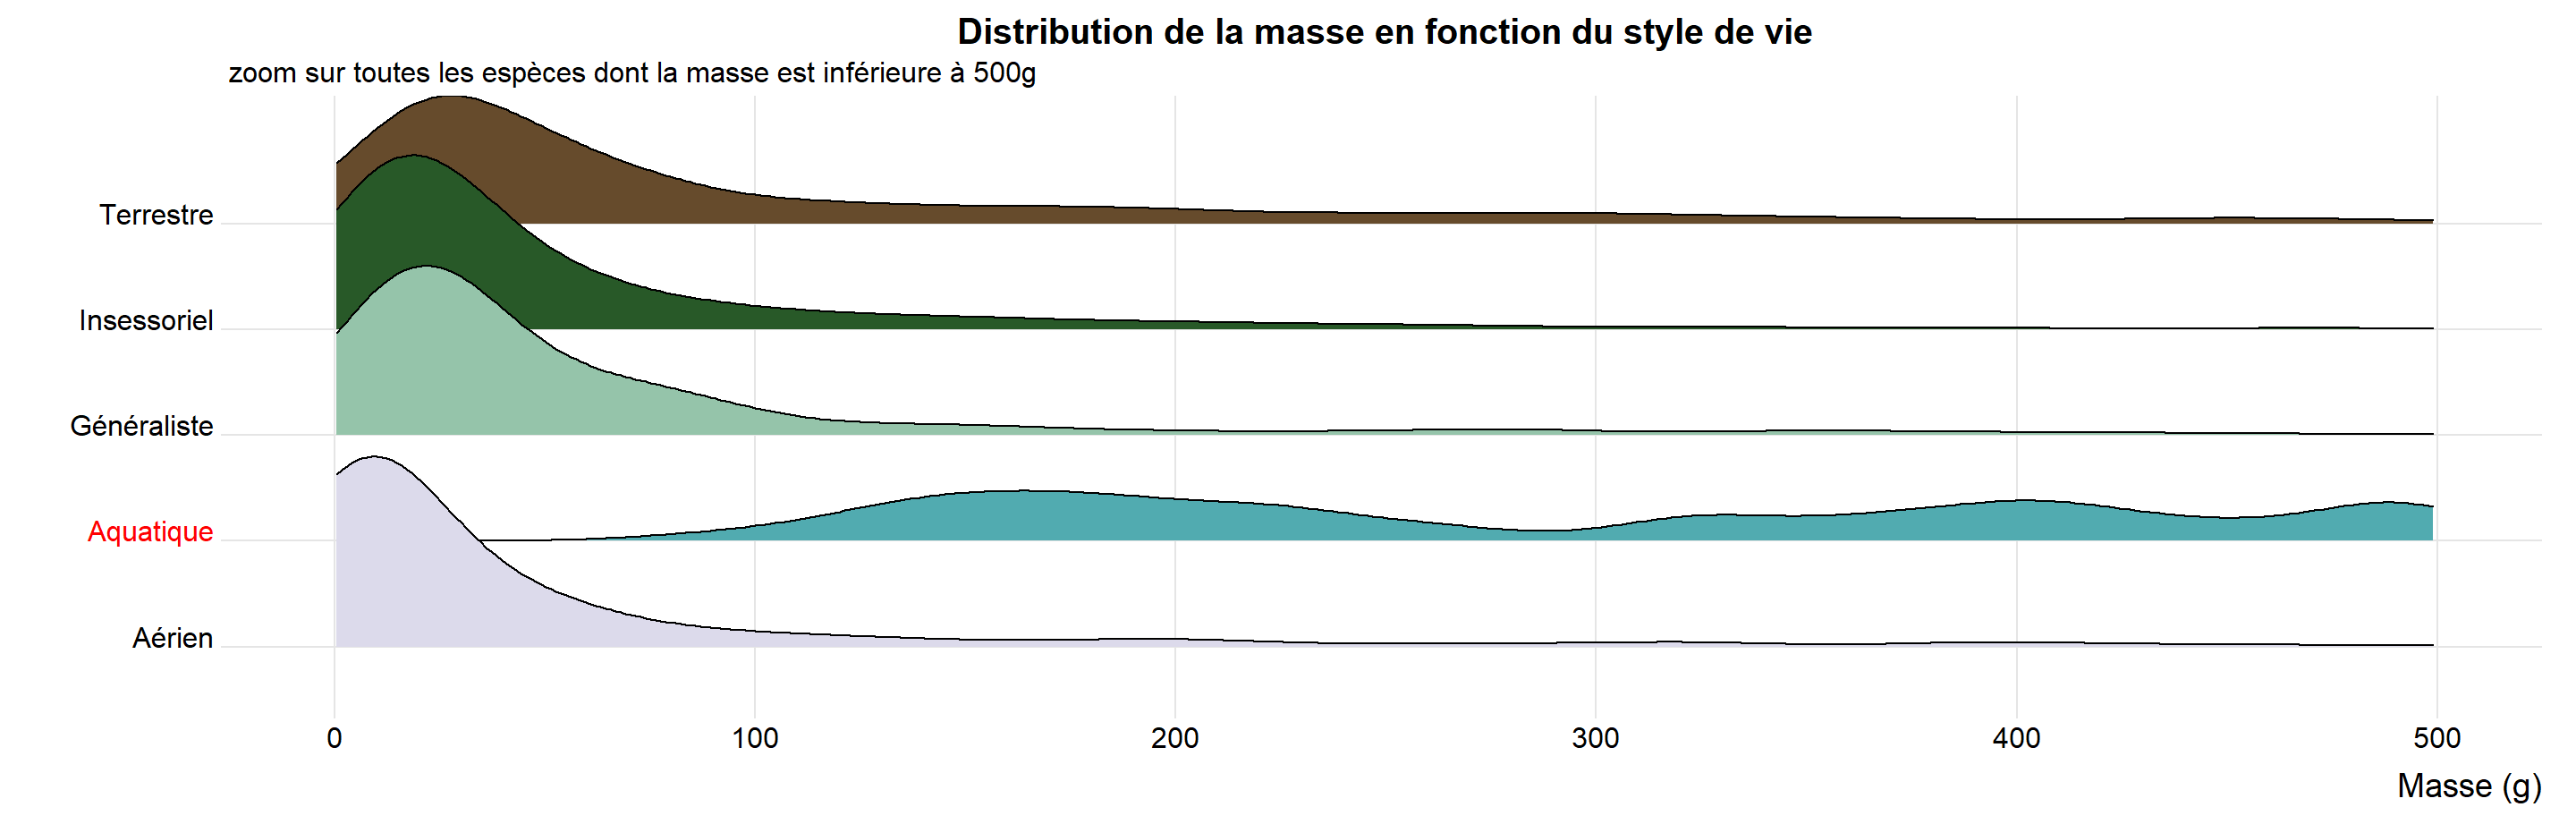 Distribution de la masse en fonction du style de vie
zoom sur toutes les espèces dont la masse est inférieure à 500g
Terrestre
Insessoriel
Généraliste
Aquatique
Aérien
0 100 200 300 400 500
Masse (g)